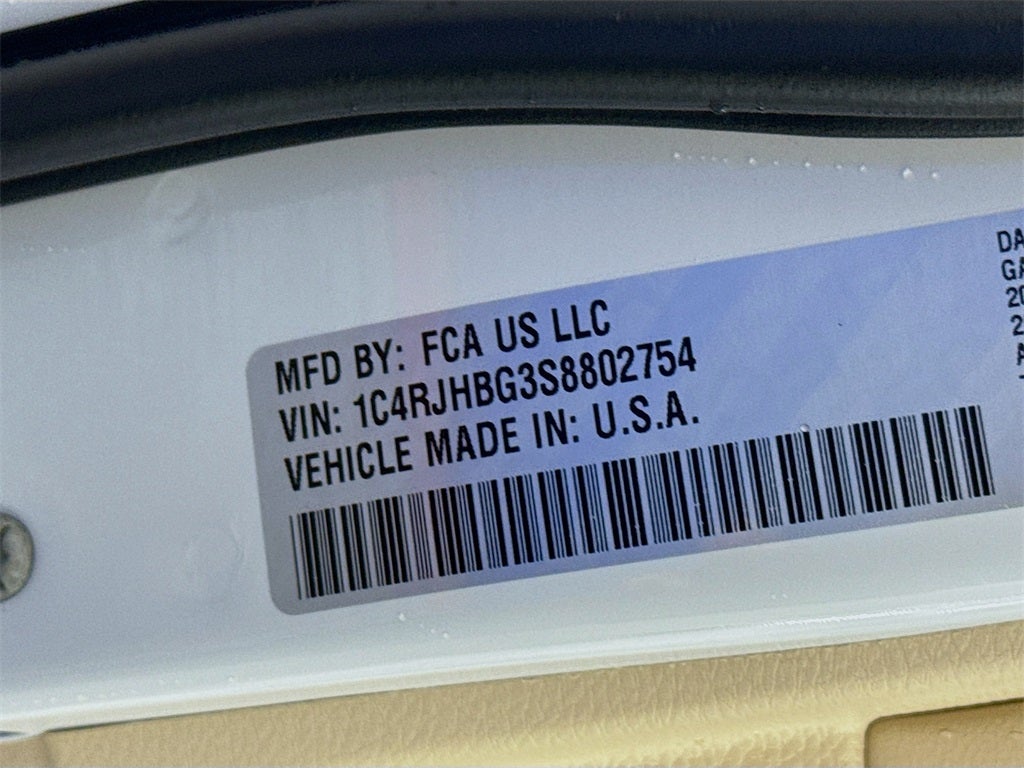 MFD BY: FCA US LLC
VIN: 1C4RJHBG3S8802754
VEHICLE MADE IN: U.S.A.